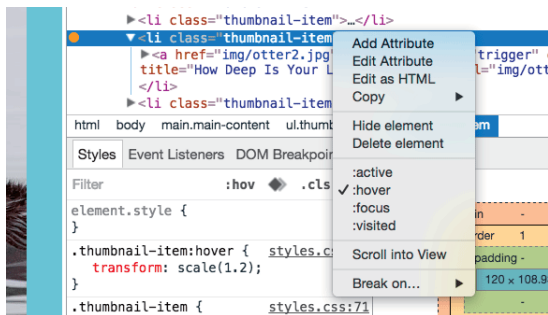 ▶<li class="thumbnail-item">…</li>
▼<li class="thumbnail-item
▶<a href="img/otter2.jpg" trigger"
title="How Deep Is Your L l="img/ott
</li>
▶<li class="thumbnail-item
Add Attribute
Edit Attribute
Edit as HTML
Copy ▶
Hide element
Delete element
:active
✓ :hover
:focus
:visited
Scroll into View
Break on... ▶
html body main.main-content ul.thumb em
Styles Event Listeners DOM Breakpoin
Filter :hov .cls
element.style {
}
.thumbnail-item:hover { styles.cs
transform: scale(1.2);
}
.thumbnail-item { styles.css:71
in -
rder 1
padding -
120 × 108.9
-